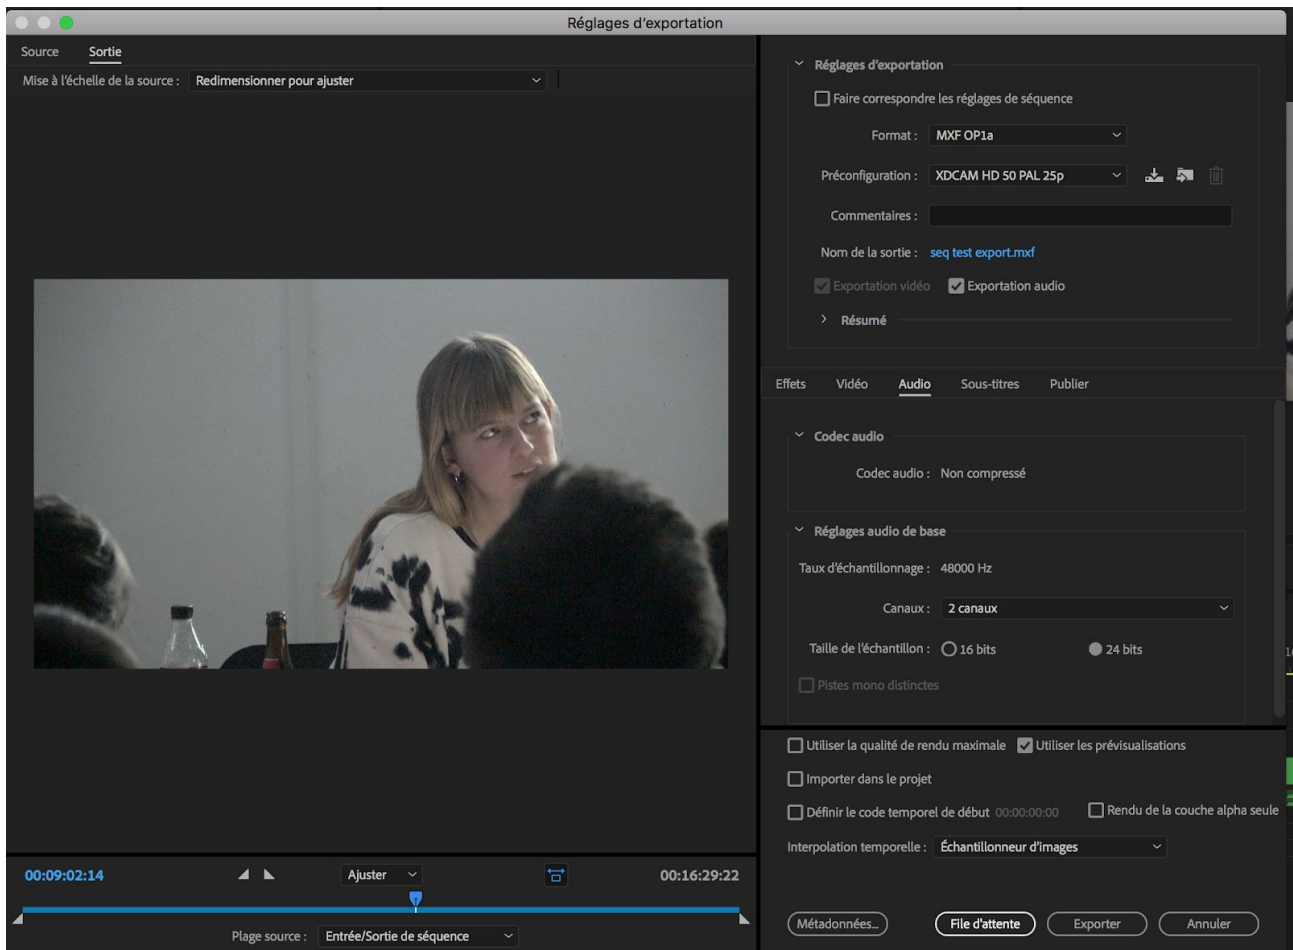 Réglages d'exportation
Source Sortie
Mise à l'échelle de la source : Redimensionner pour ajuster
Réglages d'exportation
Faire correspondre les réglages de séquence
Format : MXF OP1a
Préconfiguration : XDCAM HD 50 PAL 25p
Commentaires :
Nom de la sortie : seq test export.mxf
Exportation vidéo Exportation audio
Résumé
Effets Vidéo Audio Sous-titres Publier
Codec audio
Codec audio : Non compressé
Réglages audio de base
Taux d'échantillonnage : 48000 Hz
Canaux : 2 canaux
Taille de l'échantillon : 16 bits 24 bits
Pistes mono distinctes
Utiliser la qualité de rendu maximale Utiliser les prévisualisations
Importer dans le projet
Définir le code temporel de début 00:00:00:00 Rendu de la couche alpha seule
Interpolation temporelle : Échantillonneur d'images
00:09:02:14 Ajuster 00:16:29:22
Plage source : Entrée/Sortie de séquence
Métadonnées... File d'attente Exporter Annuler